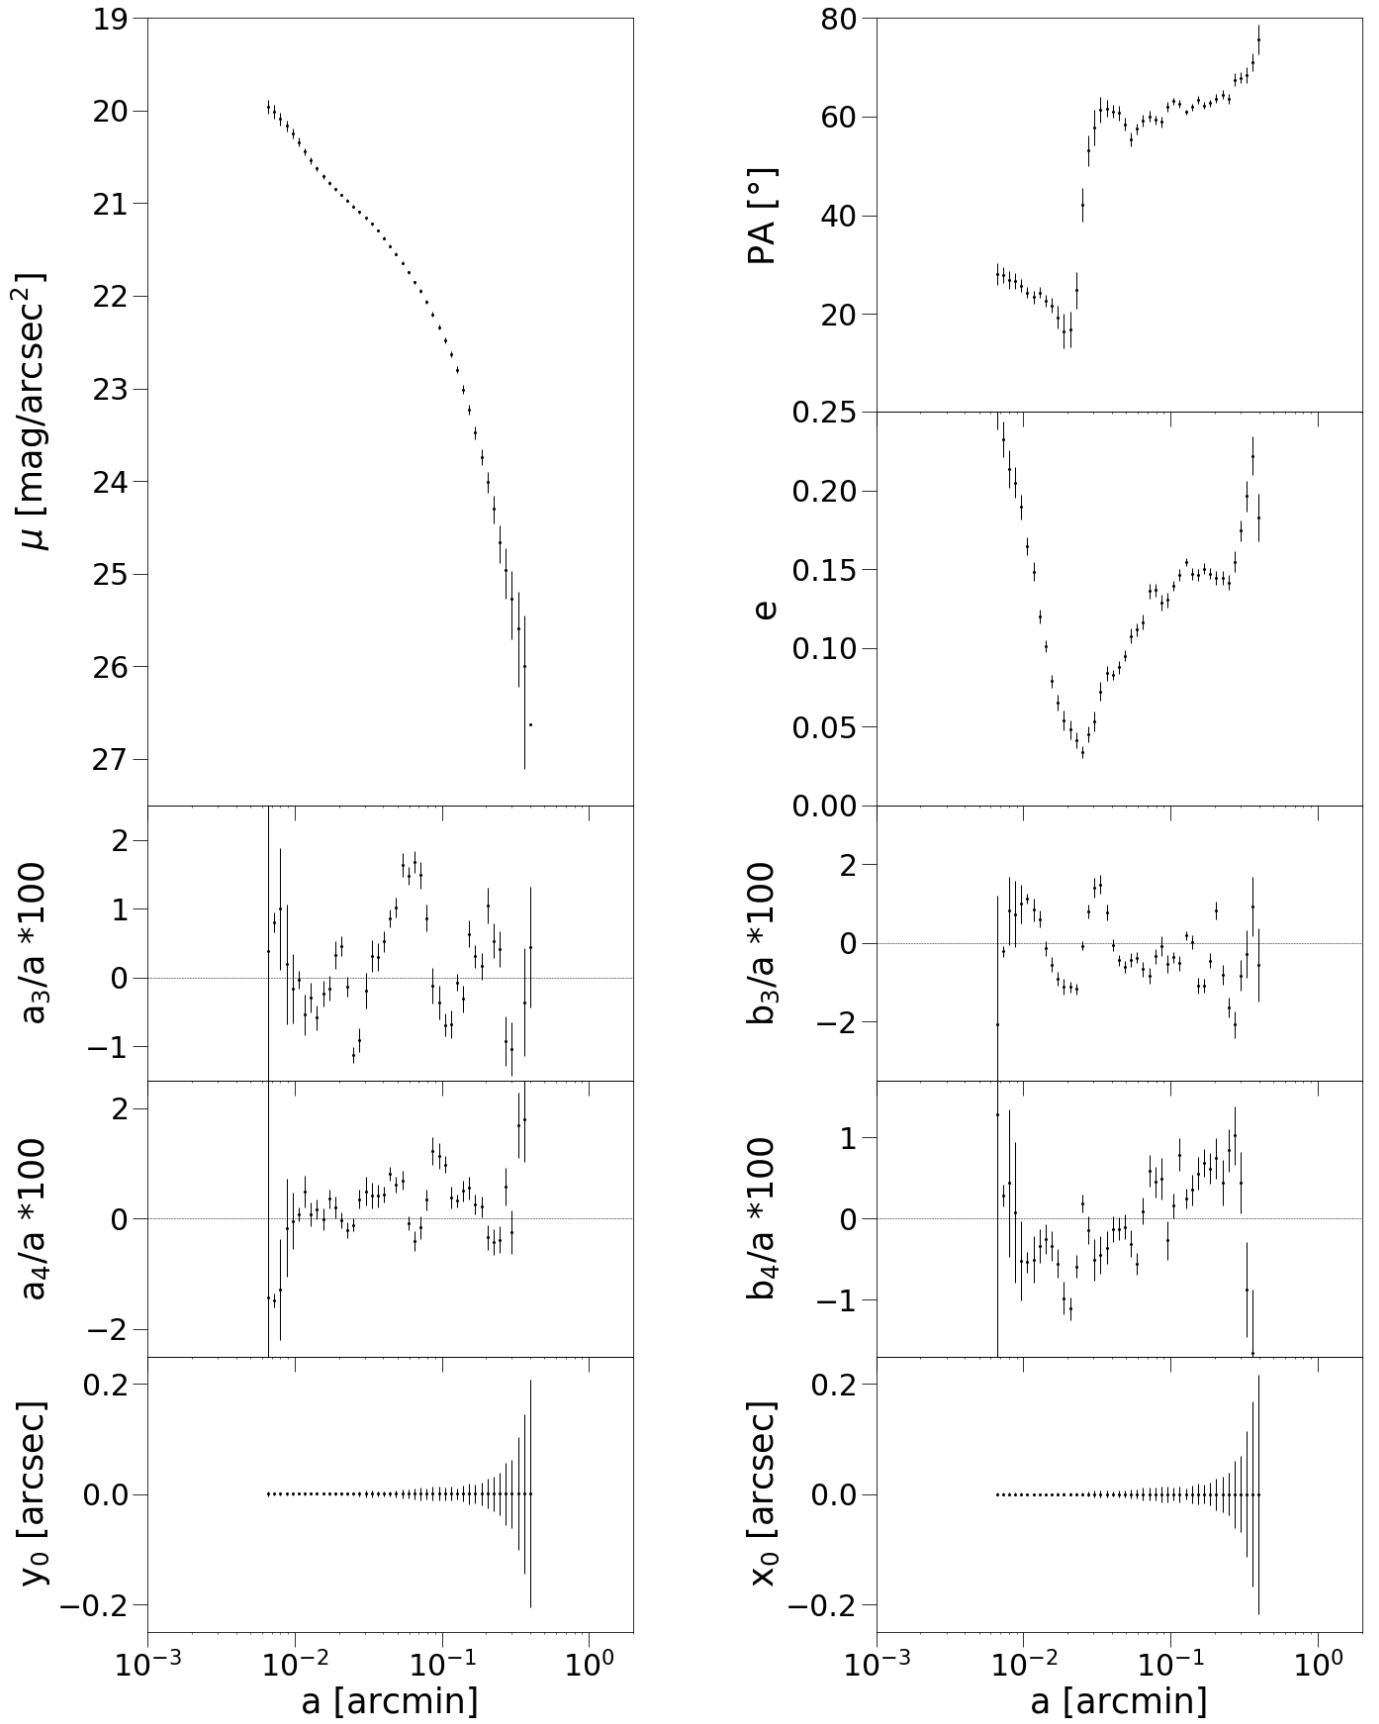 19
20
21
22
23
24
25
26
27
μ [mag/arcsec²]
2
1
0
−1
a₃/a *100
2
0
−2
a₄/a *100
0.2
0.0
−0.2
y₀ [arcsec]
10⁻³ 10⁻² 10⁻¹ 10⁰
a [arcmin]
80
60
40
20
PA [°]
0.25
0.20
0.15
0.10
0.05
0.00
e
2
0
−2
b₃/a *100
1
0
−1
b₄/a *100
0.2
0.0
−0.2
x₀ [arcsec]
10⁻³ 10⁻² 10⁻¹ 10⁰
a [arcmin]